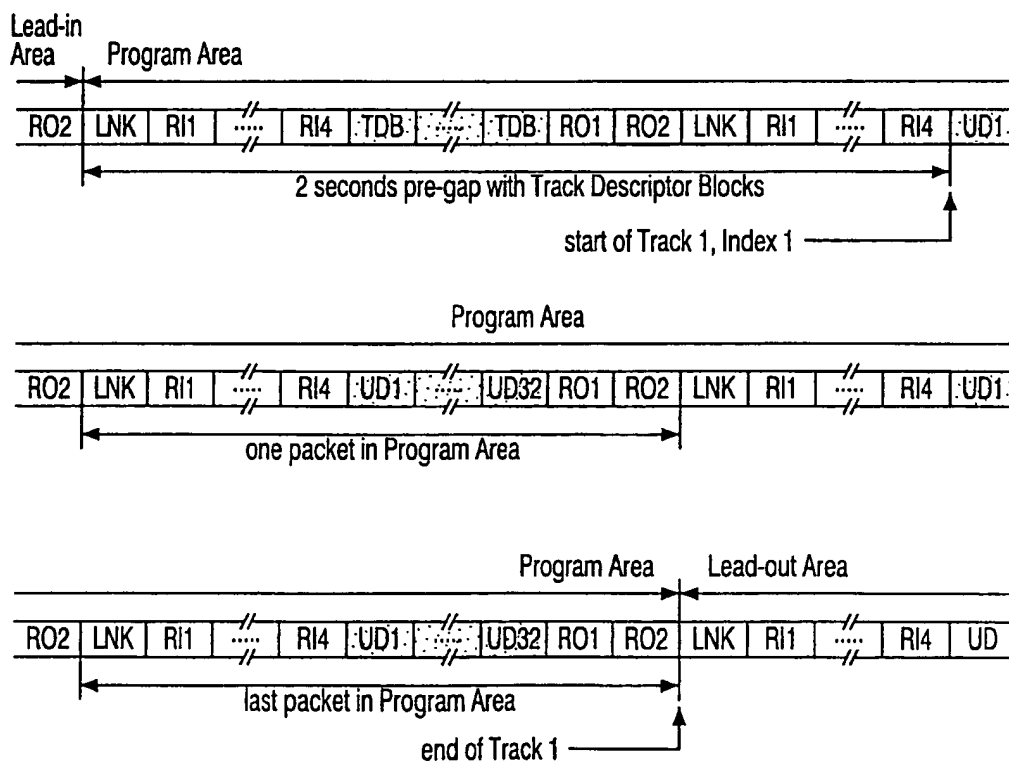 Lead-in
Area Program Area
RO2 LNK RI1 ..... RI4 TDB ..... TDB RO1 RO2 LNK RI1 ..... RI4 UD1
2 seconds pre-gap with Track Descriptor Blocks
start of Track 1, Index 1
Program Area
RO2 LNK RI1 ..... RI4 UD1 ..... UD32 RO1 RO2 LNK RI1 ..... RI4 UD1
one packet in Program Area
Program Area Lead-out Area
RO2 LNK RI1 ..... RI4 UD1 ..... UD32 RO1 RO2 LNK RI1 ..... RI4 UD
last packet in Program Area
end of Track 1